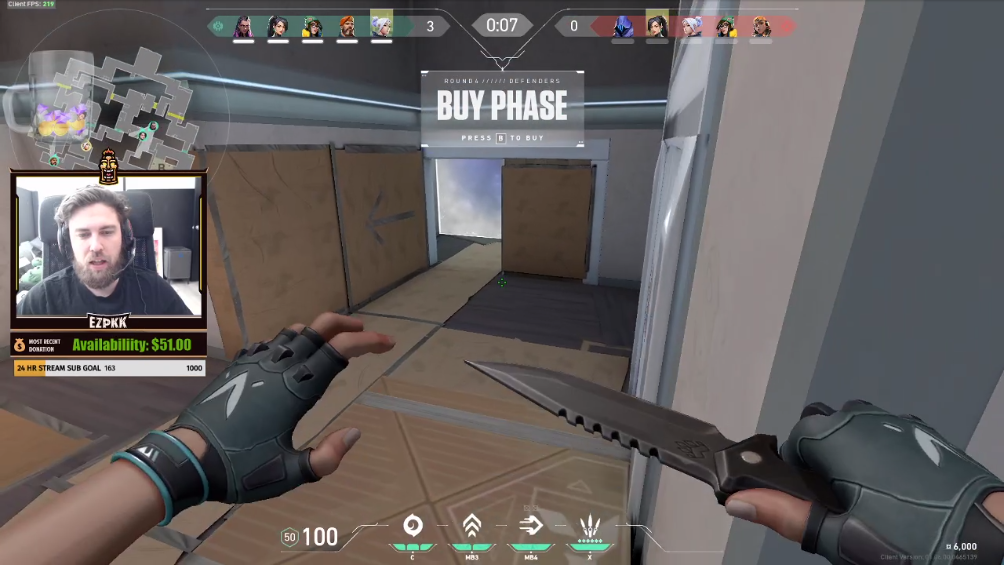 Client FPS: 219
3
0:07
0
ROUND 4 ////// DEFENDERS
BUY PHASE
PRESS B TO BUY
B
EZPKK
MOST RECENT
DONATION
Availabiliity: $51.00
24 HR STREAM SUB GOAL 163
1000
50 100
C
MB3
MB4
X
6,000